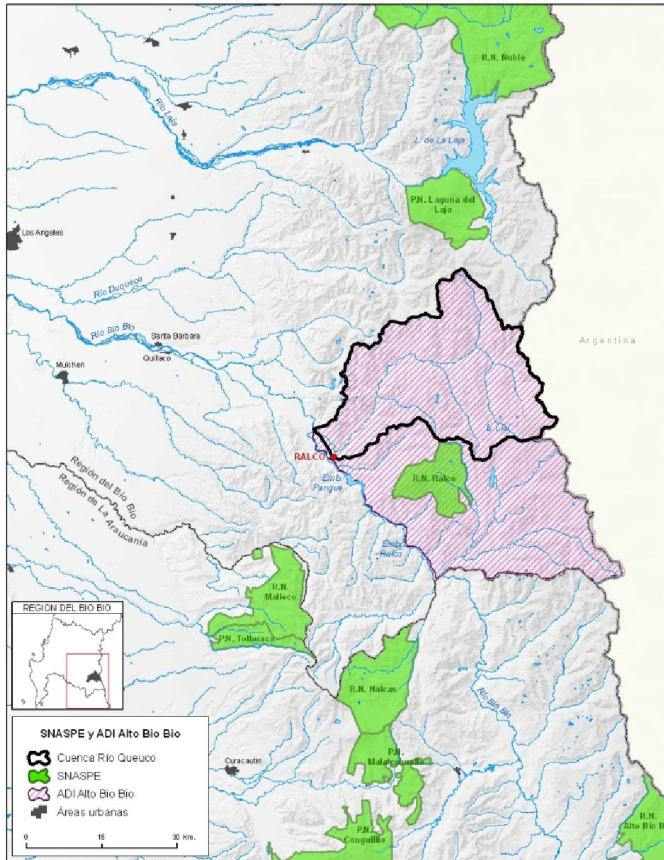 R.N. Ñuble
Río Laja
L. de La Laja
P.N. Laguna del
Laja
Los Angeles
Río Duqueco
Río Bio Bio
Santa Bárbara
Quilaco
Mulchen
Argentina
RALCO
R.N. Ralco
Emb.
Pangue
Región del Bio Bio
Región de La Araucanía
Emb.
Ralco
R.N.
Malleco
P.N. Tolhuaca
REGION DEL BIO BIO
R.N. Nalcas
Río Bio Bio
P.N.
Malalcahuello
Curacautin
R.N.
Alto Bio B
P.N.
Conguillio
SNASPE y ADI Alto Bio Bio
Cuenca Río Queuco
SNASPE
ADI Alto Bio Bio
Áreas urbanas
0 15 30 Km.